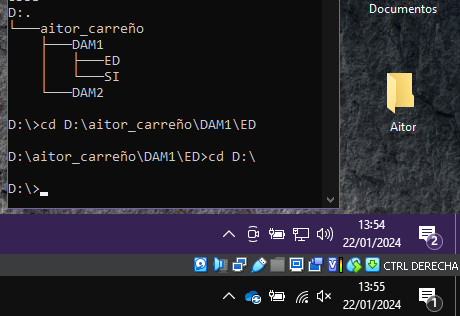 D:.
└───aitor_carreño
    ├───DAM1
    │   ├───ED
    │   └───SI
    └───DAM2
D:\>cd D:\aitor_carreño\DAM1\ED
D:\aitor_carreño\DAM1\ED>cd D:\
D:\>
Documentos
Aitor
13:54
22/01/2024
2
CTRL DERECHA
13:55
22/01/2024
1